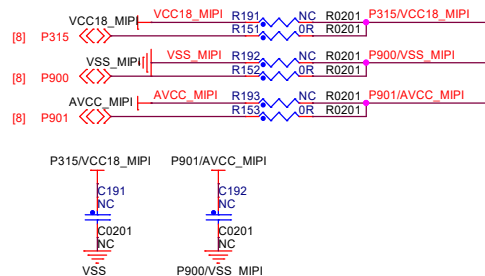 VCC18_MIPI VCC18_MIPI R191 NC R0201 P315/VCC18_MIPI
[8] P315 R151 0R R0201
VSS_MIPI VSS_MIPI R192 NC R0201 P900/VSS_MIPI
[8] P900 R152 0R R0201
AVCC_MIPI AVCC_MIPI R193 NC R0201 P901/AVCC_MIPI
[8] P901 R153 0R R0201
P315/VCC18_MIPI P901/AVCC_MIPI
C191 C192
NC NC
C0201 C0201
NC NC
VSS P900/VSS_MIPI